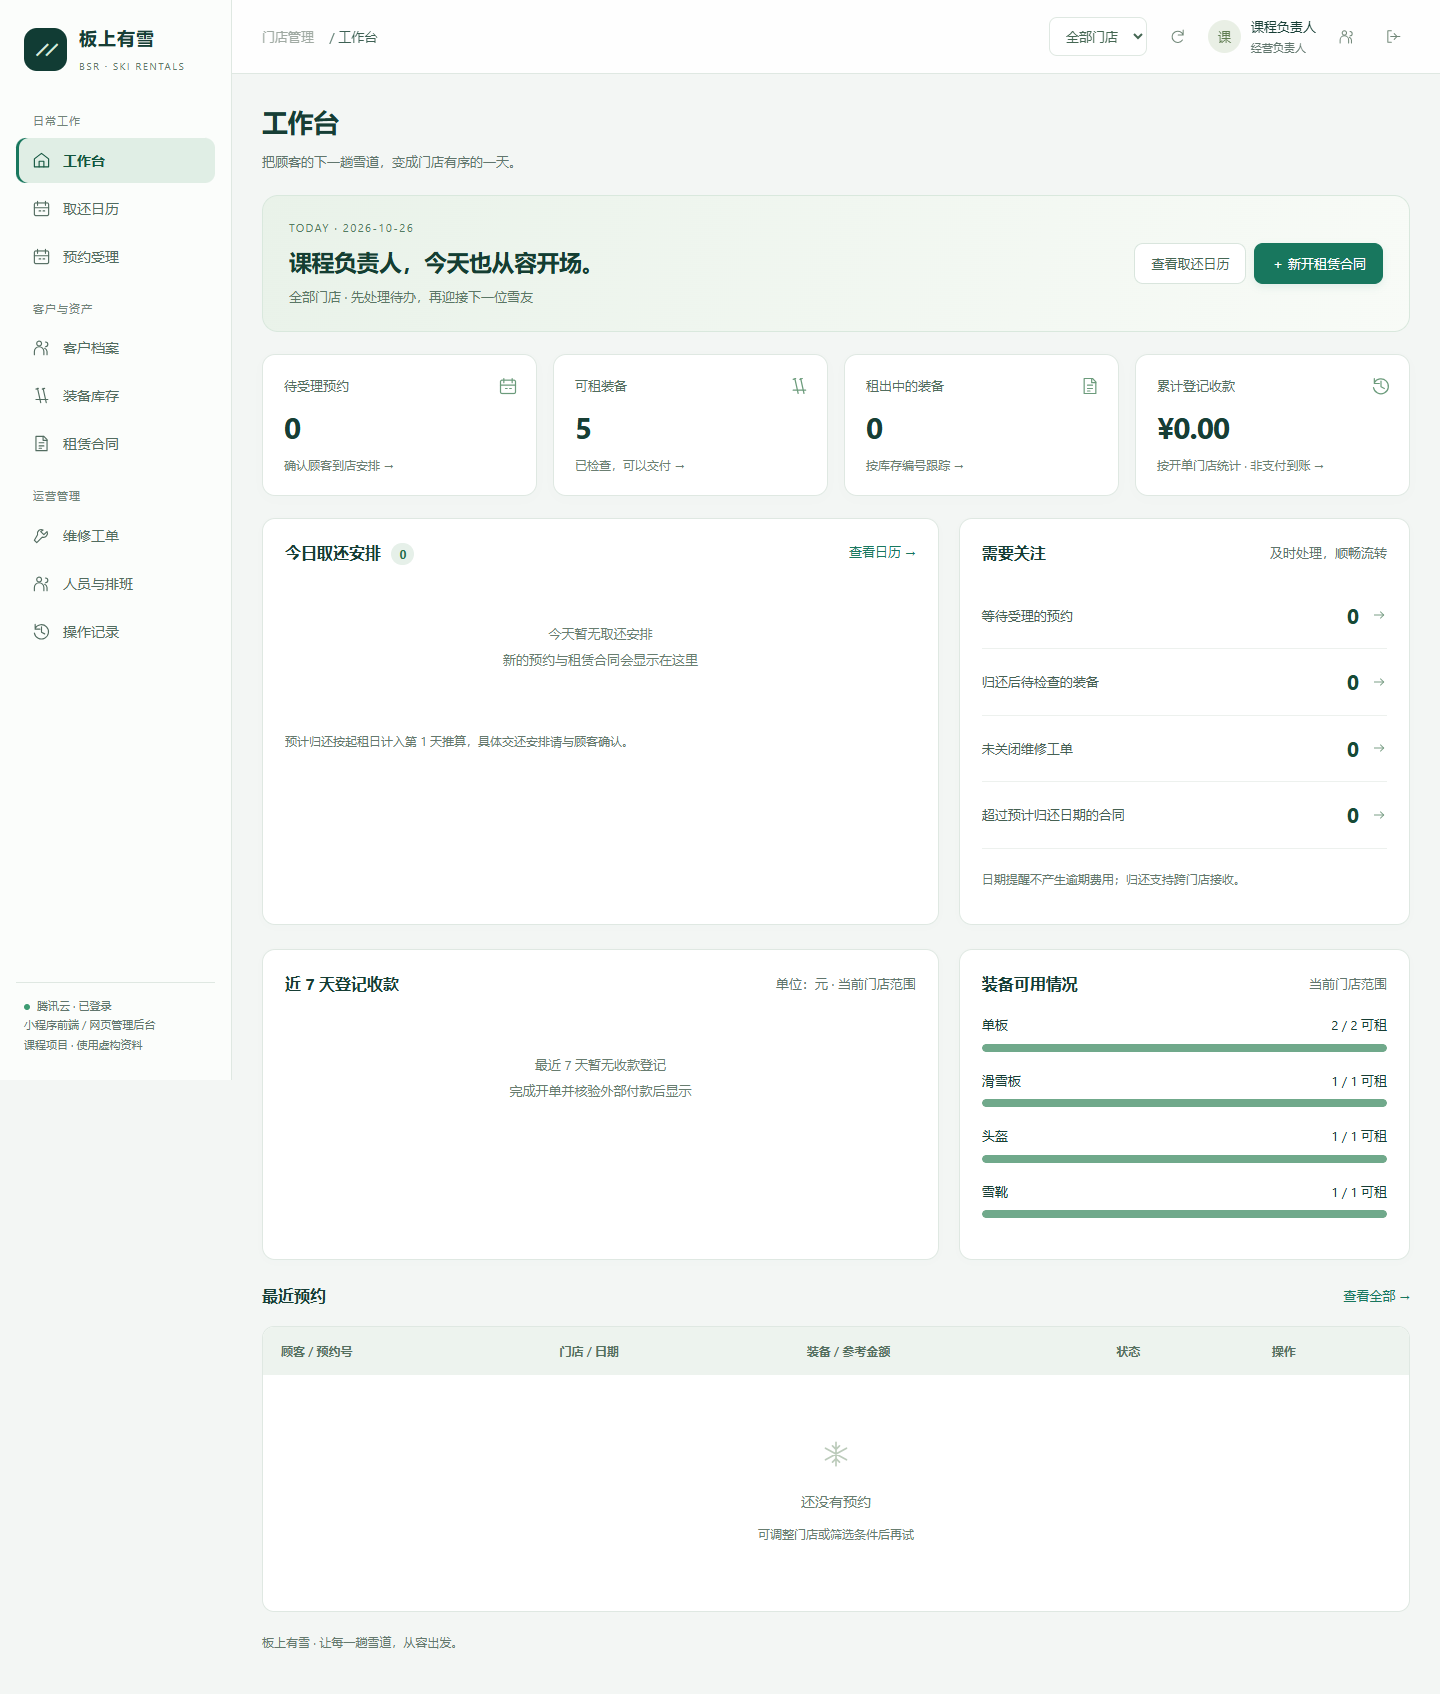 板上有雪
BSR · SKI RENTALS
日常工作
工作台
取还日历
预约受理
客户与资产
客户档案
装备库存
租赁合同
运营管理
维修工单
人员与排班
操作记录
腾讯云 · 已登录
小程序前端 / 网页管理后台
课程项目 · 使用虚构资料
门店管理 / 工作台
全部门店
课
课程负责人
经营负责人
工作台
把顾客的下一趟雪道，变成门店有序的一天。
TODAY · 2026-10-26
课程负责人，今天也从容开场。
全部门店 · 先处理待办，再迎接下一位雪友
查看取还日历
+ 新开租赁合同
待受理预约
0
确认顾客到店安排 →
可租装备
5
已检查，可以交付 →
租出中的装备
0
按库存编号跟踪 →
累计登记收款
¥0.00
按开单门店统计 · 非支付到账 →
今日取还安排 0
查看日历 →
今天暂无取还安排
新的预约与租赁合同会显示在这里
预计归还按起租日计入第 1 天推算，具体交还安排请与顾客确认。
需要关注
及时处理，顺畅流转
等待受理的预约 0 →
归还后待检查的装备 0 →
未关闭维修工单 0 →
超过预计归还日期的合同 0 →
日期提醒不产生逾期费用；归还支持跨门店接收。
近 7 天登记收款
单位：元 · 当前门店范围
最近 7 天暂无收款登记
完成开单并核验外部付款后显示
装备可用情况
当前门店范围
单板 2 / 2 可租
滑雪板 1 / 1 可租
头盔 1 / 1 可租
雪靴 1 / 1 可租
最近预约
查看全部 →
顾客 / 预约号 门店 / 日期 装备 / 参考金额 状态 操作
还没有预约
可调整门店或筛选条件后再试
板上有雪 · 让每一趟雪道，从容出发。